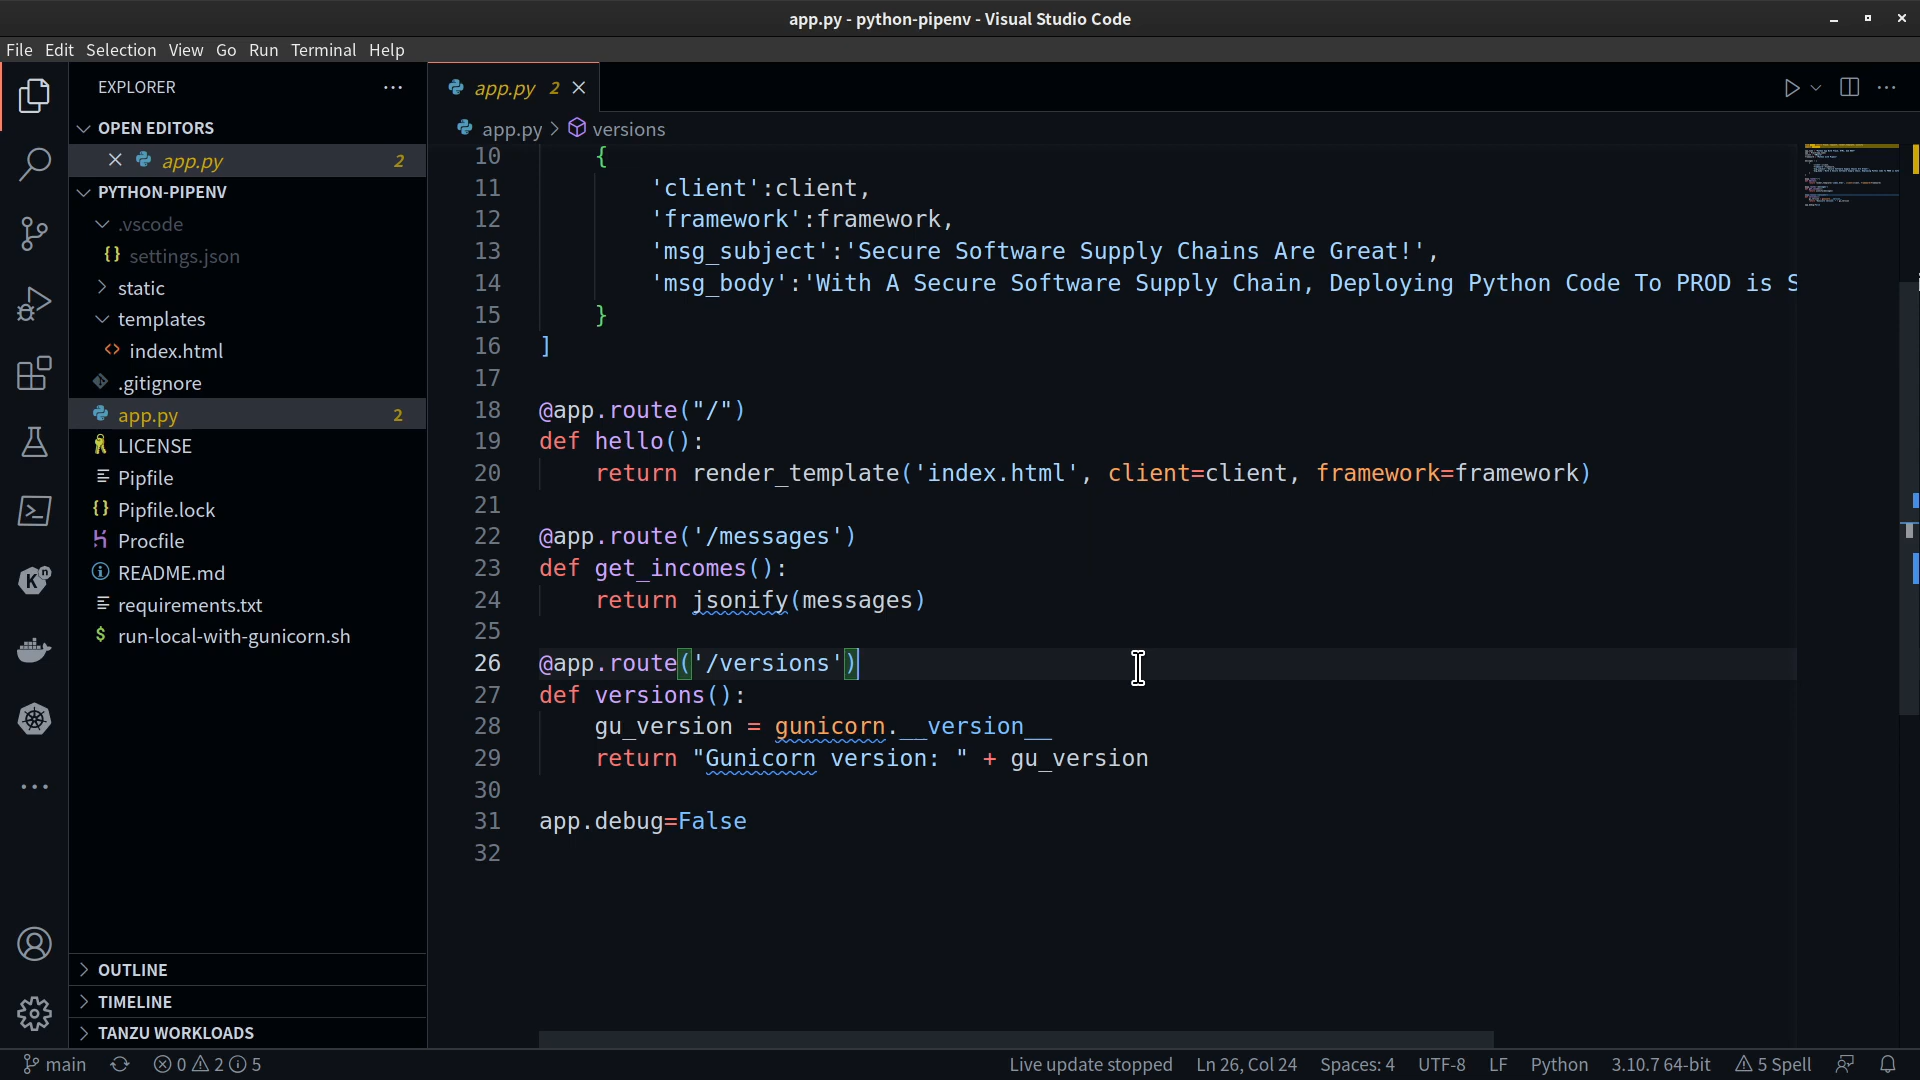 app.py - python-pipenv - Visual Studio Code
File Edit Selection View Go Run Terminal Help
EXPLORER
OPEN EDITORS
app.py 2
PYTHON-PIPENV
.vscode
{} settings.json
static
templates
<> index.html
.gitignore
app.py 2
LICENSE
Pipfile
{} Pipfile.lock
Procfile
README.md
requirements.txt
$ run-local-with-gunicorn.sh
OUTLINE
TIMELINE
TANZU WORKLOADS
app.py 2
app.py > versions
10 {
11 'client':client,
12 'framework':framework,
13 'msg_subject':'Secure Software Supply Chains Are Great!',
14 'msg_body':'With A Secure Software Supply Chain, Deploying Python Code To PROD is S
15 }
16 ]
17
18 @app.route("/")
19 def hello():
20 return render_template('index.html', client=client, framework=framework)
21
22 @app.route('/messages')
23 def get_incomes():
24 return jsonify(messages)
25
26 @app.route('/versions')
27 def versions():
28 gu_version = gunicorn.__version__
29 return "Gunicorn version: " + gu_version
30
31 app.debug=False
32
main 0 2 5 Live update stopped Ln 26, Col 24 Spaces: 4 UTF-8 LF Python 3.10.7 64-bit 5 Spell